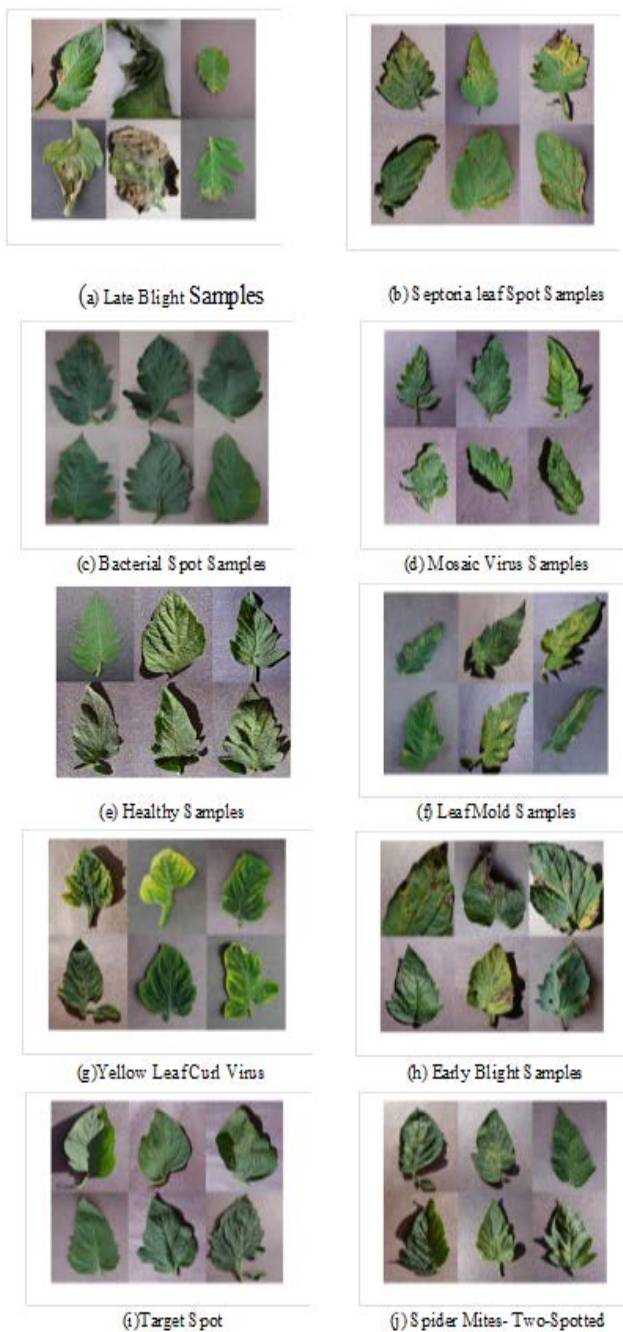 (a) Late Blight Samples
(b) Septoria leaf Spot Samples
(c) Bacterial Spot Samples
(d) Mosaic Virus Samples
(e) Healthy Samples
(f) Leaf Mold Samples
(g)Yellow Leaf Curl Virus
(h) Early Blight Samples
(i)Target Spot
(j) Spider Mites- Two-Spotted